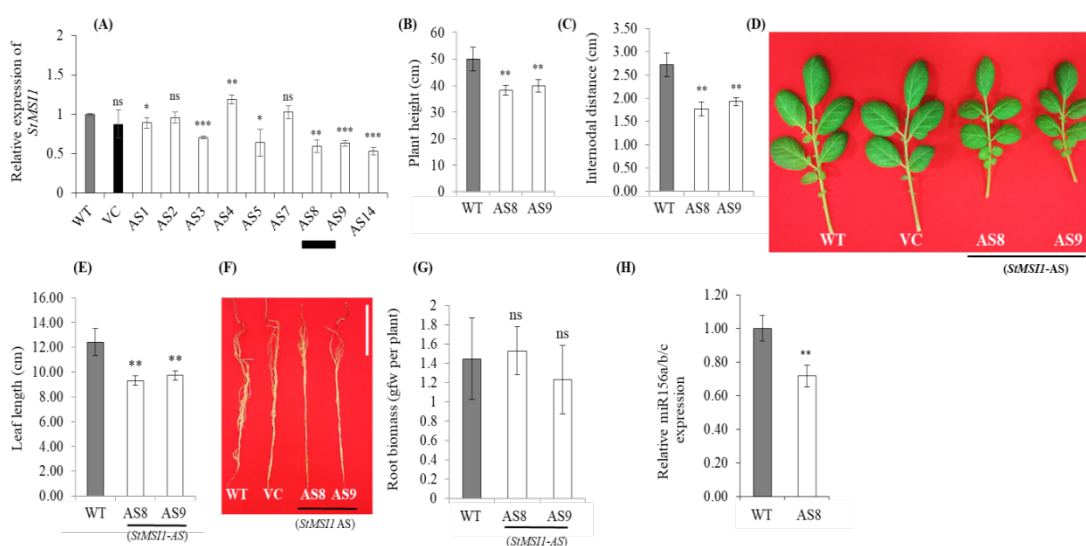 (A)
Relative expression of
StMSI1
2
1.5
1
0.5
0
ns
*
ns
***
**
*
ns
**
***
***
WT
VC
AS1
AS2
AS3
AS4
AS5
AS7
AS8
AS9
AS14
(B)
Plant height (cm)
60
50
40
30
20
10
0
**
**
WT
AS8
AS9
(C)
Internodal distance (cm)
3.50
3.00
2.50
2.00
1.50
1.00
0.50
0.00
**
**
WT
AS8
AS9
(D)
WT
VC
AS8
AS9
(StMSI1-AS)
(E)
Leaf length (cm)
16.00
14.00
12.00
10.00
8.00
6.00
4.00
2.00
0.00
**
**
WT
AS8
AS9
(StMSI1-AS)
(F)
WT
VC
AS8
AS9
(StMSI1 AS)
(G)
Root biomass (gfw per plant)
2
1.8
1.6
1.4
1.2
1
0.8
0.6
0.4
0.2
0
ns
ns
WT
AS8
AS9
(StMSI1-AS)
(H)
Relative miR156a/b/c
expression
1.20
1.00
0.80
0.60
0.40
0.20
0.00
**
WT
AS8